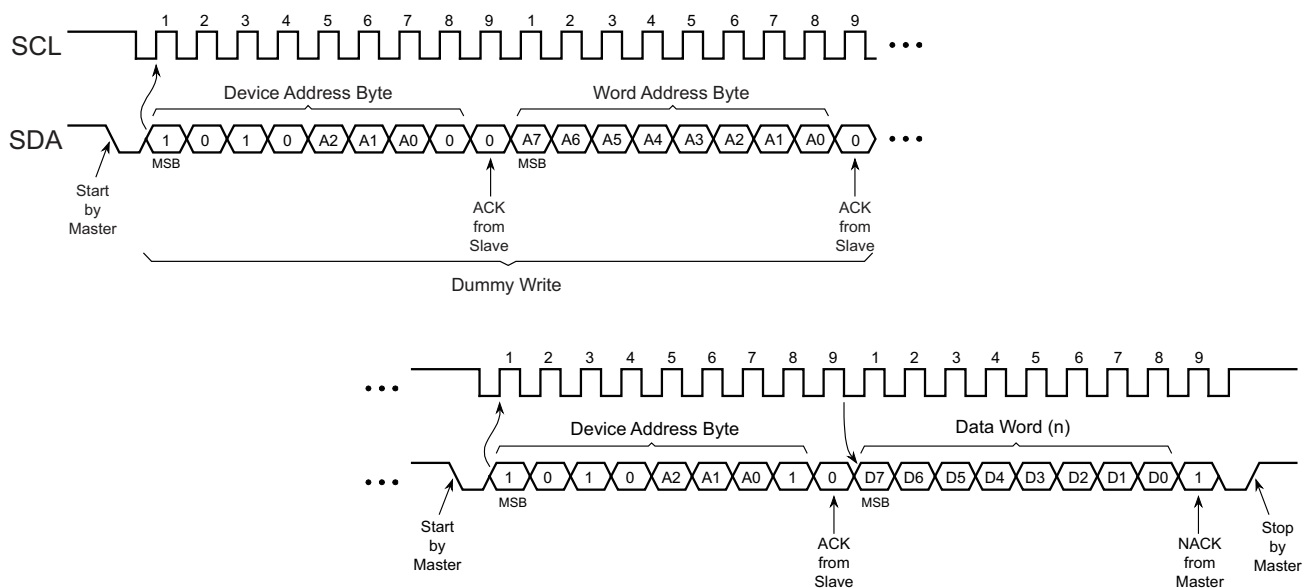 1 2 3 4 5 6 7 8 9 1 2 3 4 5 6 7 8 9
SCL
Device Address Byte Word Address Byte
SDA 1 0 1 0 A2 A1 A0 0 0 A7 A6 A5 A4 A3 A2 A1 A0 0
MSB MSB
Start
by
Master
ACK
from
Slave
ACK
from
Slave
Dummy Write
1 2 3 4 5 6 7 8 9 1 2 3 4 5 6 7 8 9
Device Address Byte Data Word (n)
1 0 1 0 A2 A1 A0 1 0 D7 D6 D5 D4 D3 D2 D1 D0 1
MSB MSB
Start
by
Master
ACK
from
Slave
NACK
from
Master
Stop
by
Master